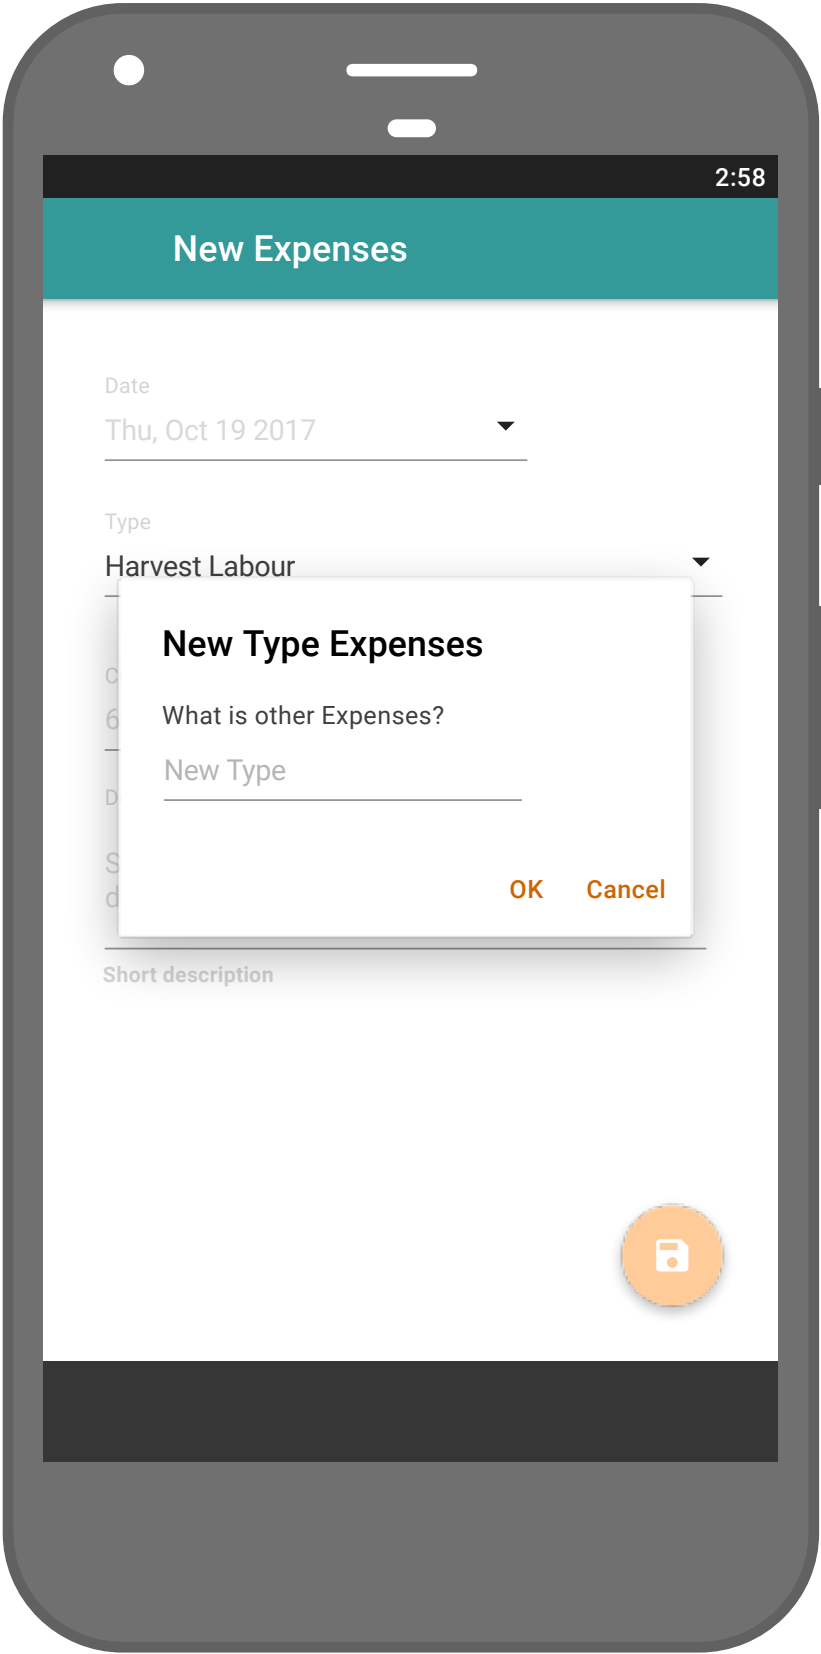 2:58
New Expenses
Date
Thu, Oct 19 2017
Type
Harvest Labour
New Type Expenses
What is other Expenses?
New Type
OK Cancel
Short description